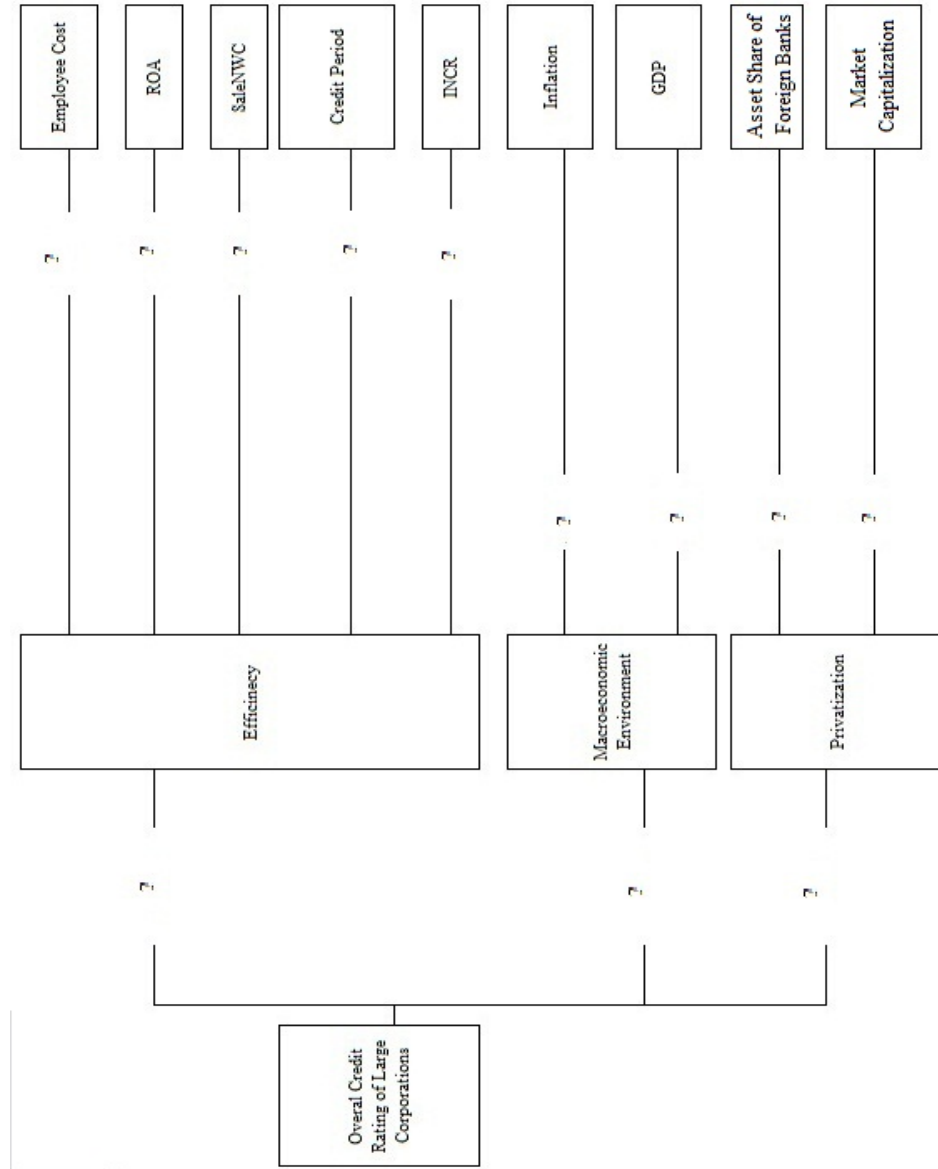 Overal Credit
Rating of Large
Corporations
?
?
?
Efficinecy
Macroeconomic
Environment
Privatization
?
?
?
?
?
?
?
?
?
Employee Cost
ROA
SaleNWC
Credit Period
INCR
Inflation
GDP
Asset Share of
Foreign Banks
Market
Capitalization